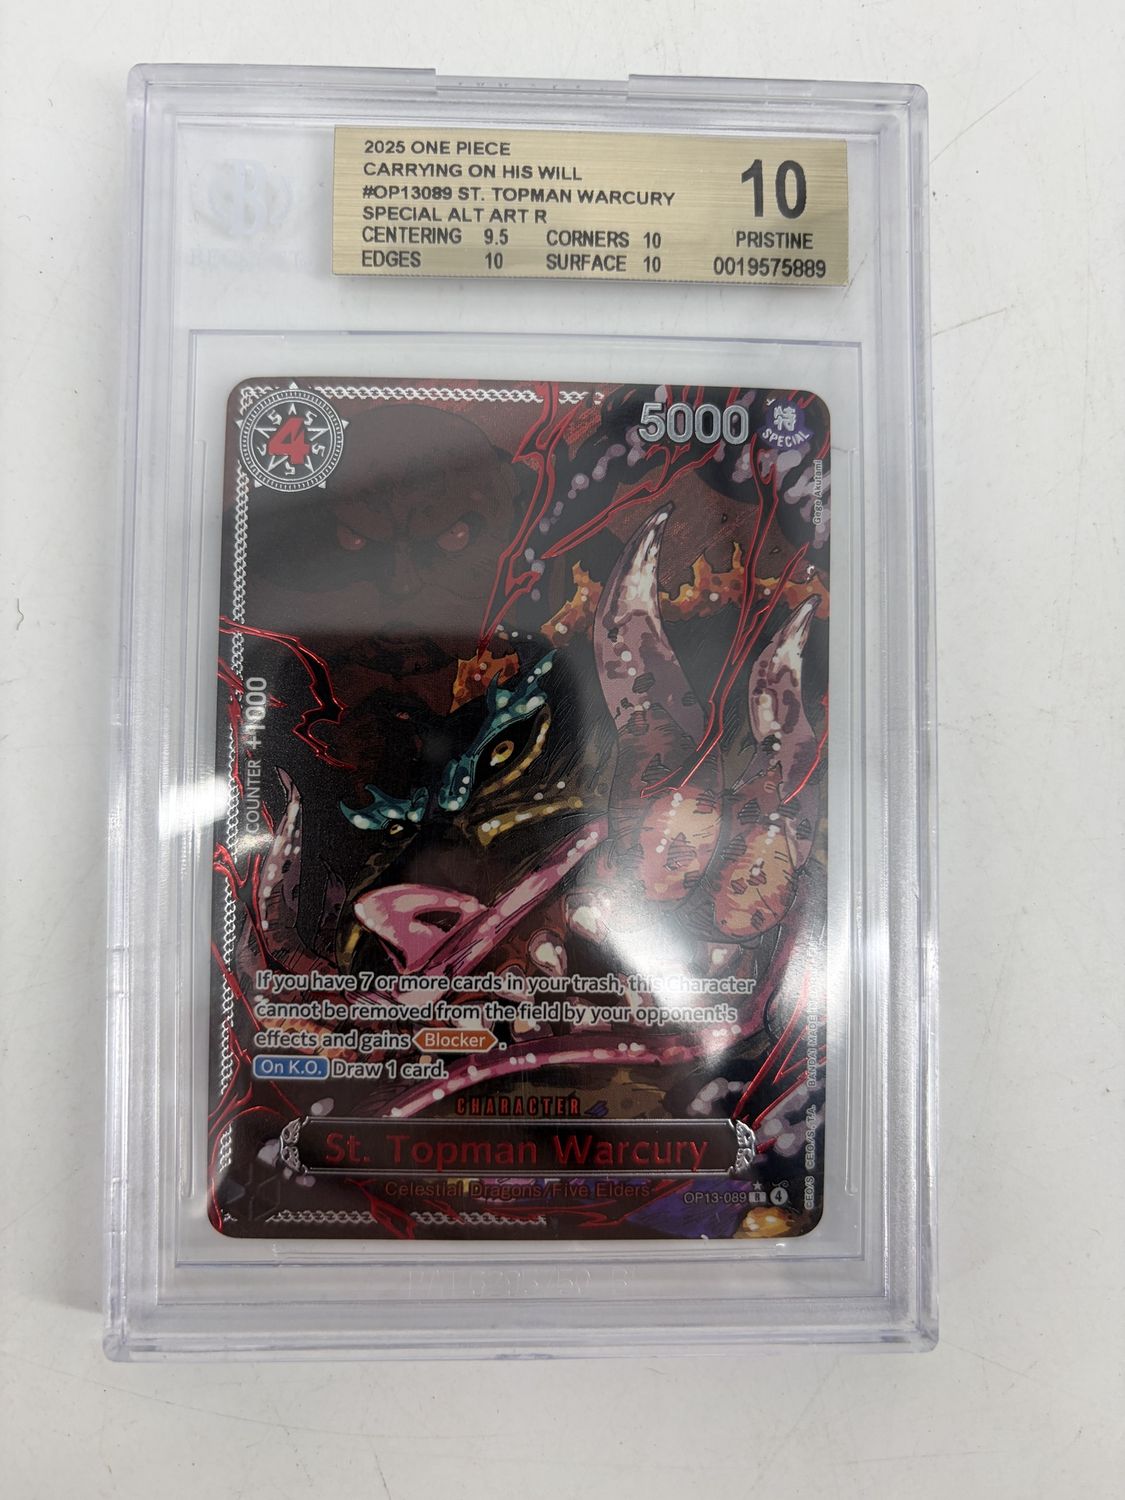 2025 ONE PIECE
CARRYING ON HIS WILL
#OP13089 ST. TOPMAN WARCURY
SPECIAL ALT ART R
CENTERING 9.5 CORNERS 10
EDGES 10 SURFACE 10
10
PRISTINE
0019575889
4
5000
特
SPECIAL
Gege Akutami
COUNTER +1000
If you have 7 or more cards in your trash, this Character
cannot be removed from the field by your opponent's
effects and gains Blocker .
On K.O. Draw 1 card.
CHARACTER
St. Topman Warcury
Celestial Dragons/Five Elders
OP13-089 R 4